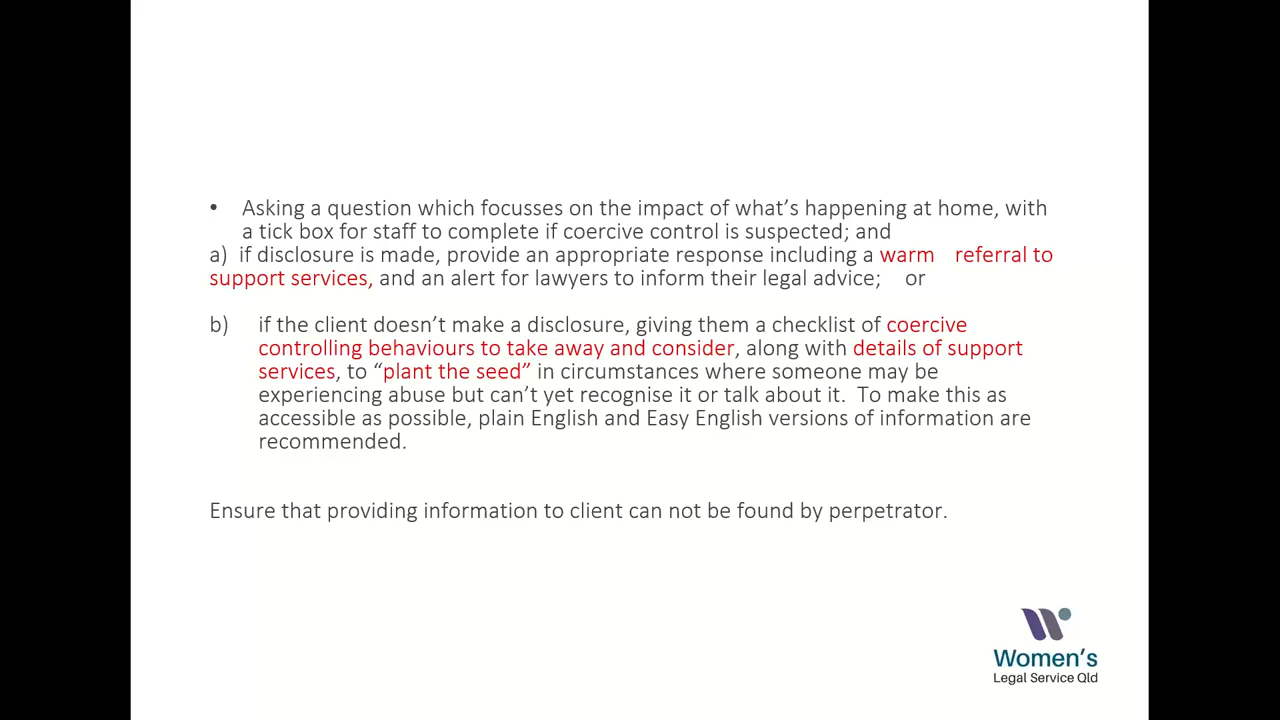 • Asking a question which focusses on the impact of what’s happening at home, with
a tick box for staff to complete if coercive control is suspected; and
a) if disclosure is made, provide an appropriate response including a warm referral to
support services, and an alert for lawyers to inform their legal advice; or
b) if the client doesn’t make a disclosure, giving them a checklist of coercive
controlling behaviours to take away and consider, along with details of support
services, to “plant the seed” in circumstances where someone may be
experiencing abuse but can’t yet recognise it or talk about it. To make this as
accessible as possible, plain English and Easy English versions of information are
recommended.
Ensure that providing information to client can not be found by perpetrator.
Women’s
Legal Service Qld